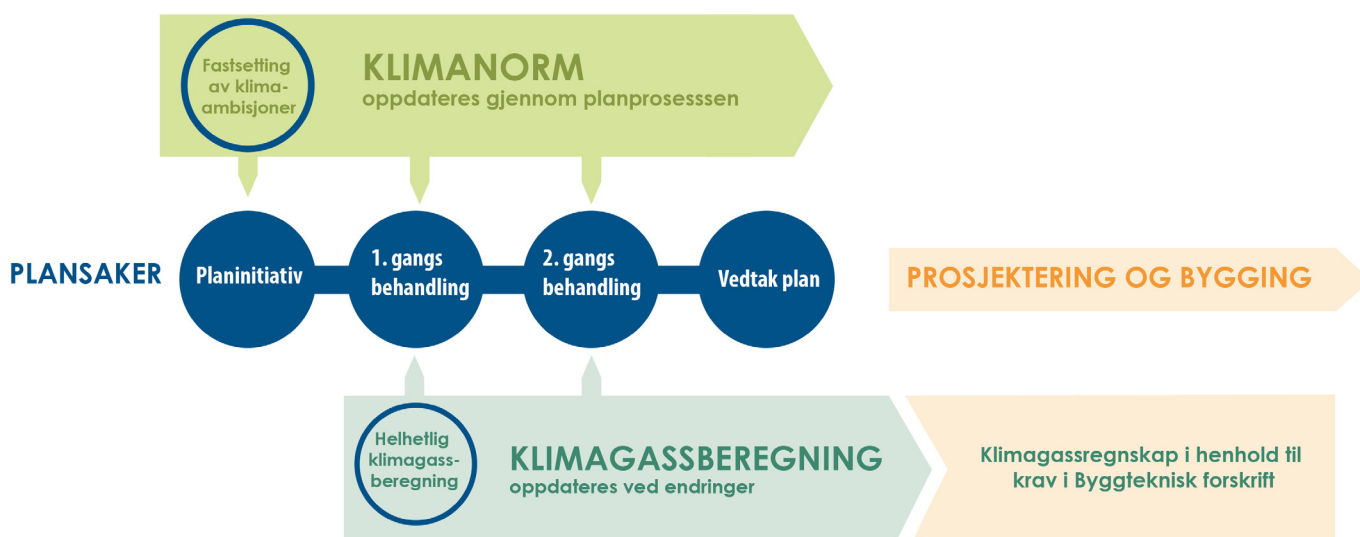 Fastsetting
av klima-
ambisjoner
KLIMANORM
oppdateres gjennom planprosesssen
PLANSAKER
Planinitiativ
1. gangs
behandling
2. gangs
behandling
Vedtak plan
PROSJEKTERING OG BYGGING
Helhetlig
klimagass-
beregning
KLIMAGASSBEREGNING
oppdateres ved endringer
Klimagassregnskap i henhold til
krav i Byggteknisk forskrift